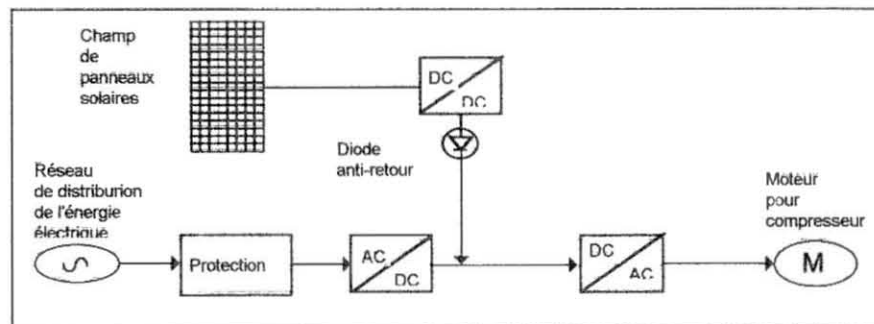 Champ
de
panneaux
solaires
DC
DC
Diode
anti-retour
Réseau
de distriburion
de l'énergie
électrique
Protection
AC
DC
DC
AC
Moteur
pour
compresseur
M